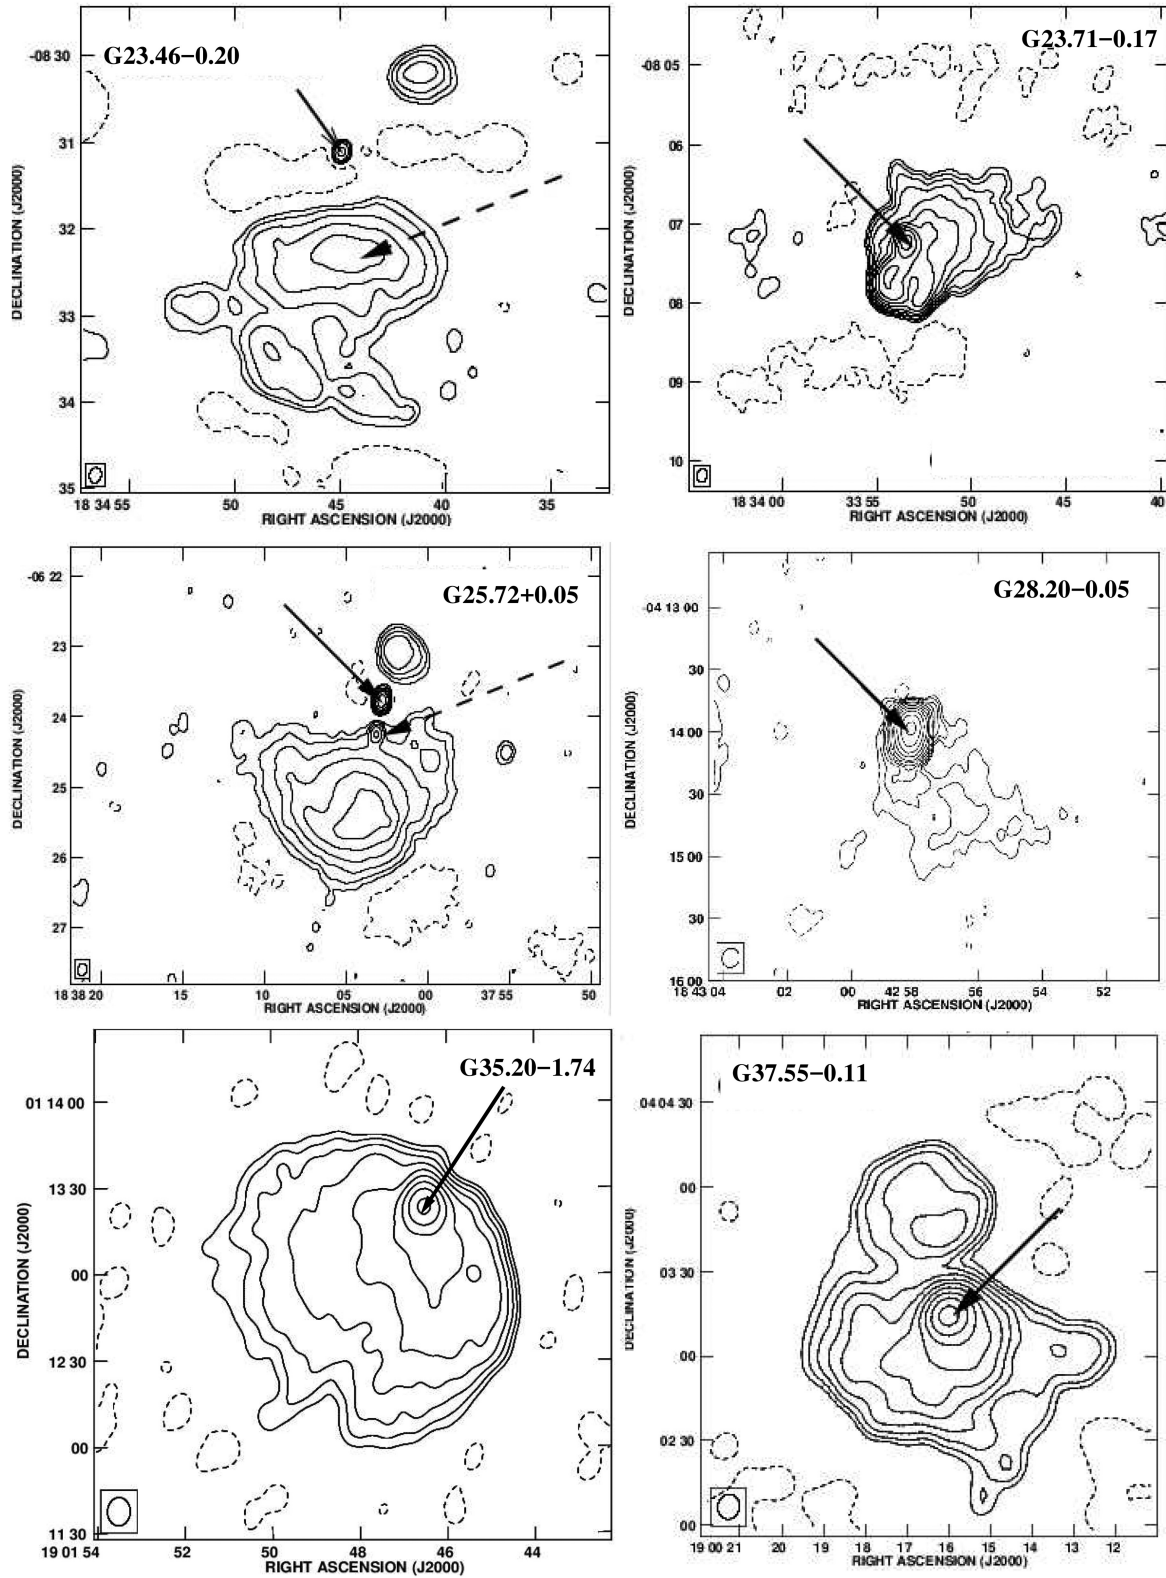 G23.46−0.20
-08 30
31
32
33
34
35
DECLINATION (J2000)
18 34 55
50
45
40
35
RIGHT ASCENSION (J2000)
G23.71−0.17
-08 05
06
07
08
09
10
DECLINATION (J2000)
18 34 00
33 55
50
45
40
RIGHT ASCENSION (J2000)
G25.72+0.05
-06 22
23
24
25
26
27
DECLINATION (J2000)
18 38 20
15
10
05
00
37 55
50
RIGHT ASCENSION (J2000)
G28.20−0.05
-04 13 00
30
14 00
30
15 00
30
16 00
DECLINATION (J2000)
18 43 04
02
00
42 58
56
54
52
RIGHT ASCENSION (J2000)
G35.20−1.74
01 14 00
13 30
00
12 30
00
11 30
DECLINATION (J2000)
19 01 54
52
50
48
46
44
RIGHT ASCENSION (J2000)
G37.55−0.11
04 04 30
00
03 30
00
02 30
00
DECLINATION (J2000)
19 00 21
20
19
18
17
16
15
14
13
12
RIGHT ASCENSION (J2000)